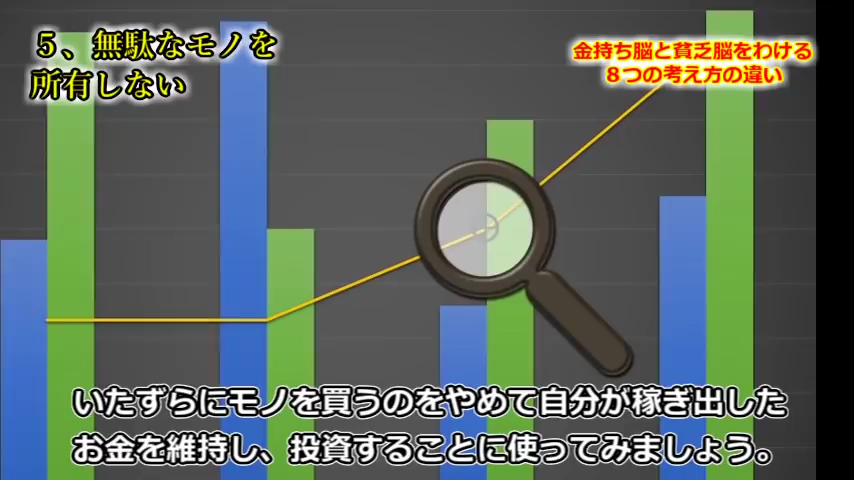 ５、無駄なモノを
所有しない
金持ち脳と貧乏脳をわける
８つの考え方の違い
いたずらにモノを買うのをやめて自分が稼ぎ出した
お金を維持し、投資することに使ってみましょう。